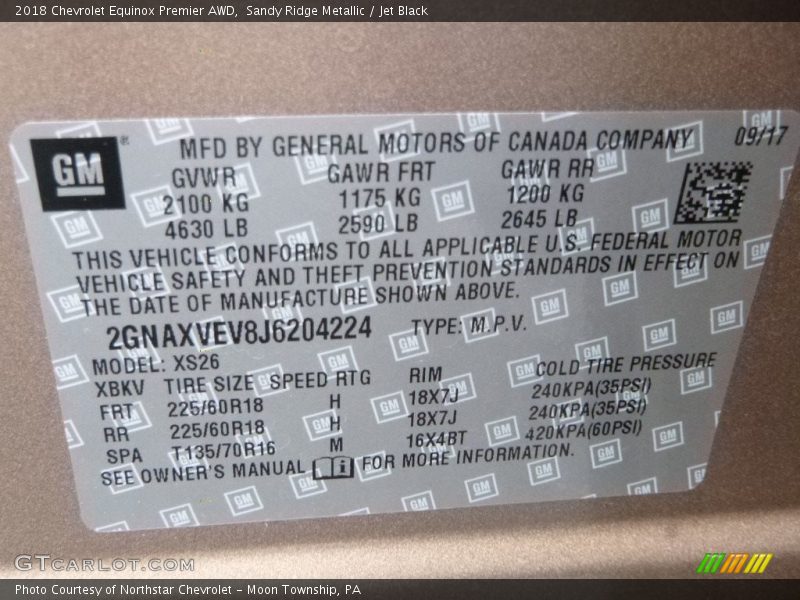 2018 Chevrolet Equinox Premier AWD, Sandy Ridge Metallic / Jet Black
GM® MFD BY GENERAL MOTORS OF CANADA COMPANY 09/17
GVWR GAWR FRT GAWR RR
2100 KG 1175 KG 1200 KG
4630 LB 2590 LB 2645 LB
THIS VEHICLE CONFORMS TO ALL APPLICABLE U.S. FEDERAL MOTOR
VEHICLE SAFETY AND THEFT PREVENTION STANDARDS IN EFFECT ON
THE DATE OF MANUFACTURE SHOWN ABOVE.
2GNAXVEV8J6204224 TYPE: M.P.V.
MODEL: XS26
XBKV TIRE SIZE SPEED RTG RIM COLD TIRE PRESSURE
FRT 225/60R18 H 18X7J 240KPA(35PSI)
RR 225/60R18 H 18X7J 240KPA(35PSI)
SPA T135/70R16 M 16X4BT 420KPA(60PSI)
SEE OWNER'S MANUAL FOR MORE INFORMATION.
GTCarlot.com
Photo Courtesy of Northstar Chevrolet - Moon Township, PA